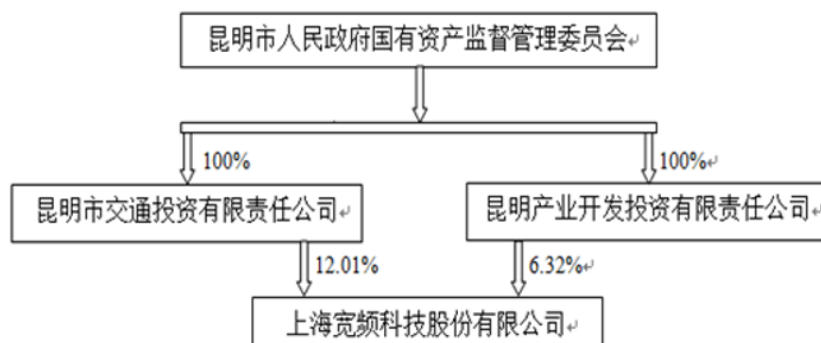 昆明市人民政府国有资产监督管理委员会
100%
100%
昆明市交通投资有限责任公司
昆明产业开发投资有限责任公司
12.01%
6.32%
上海宽频科技股份有限公司